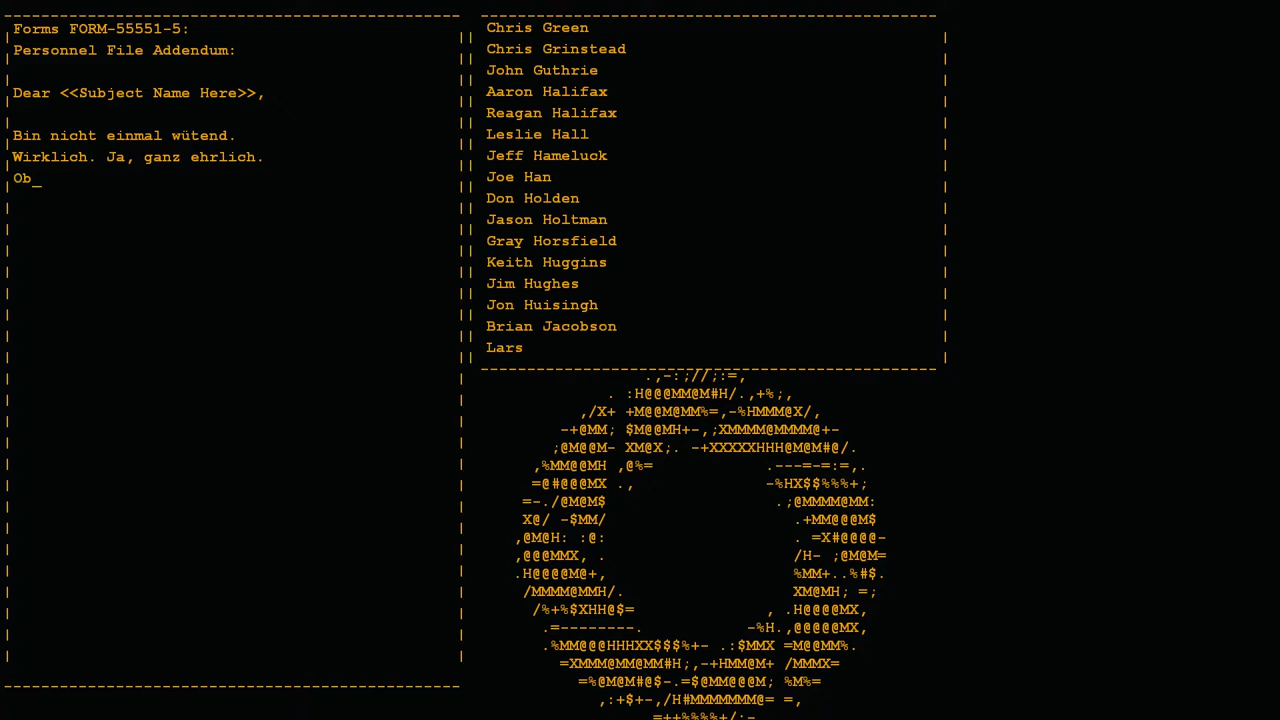 Forms FORM-55551-5:
Personnel File Addendum:
Dear <<Subject Name Here>>,
Bin nicht einmal wütend.
Wirklich. Ja, ganz ehrlich.
Ob_
Chris Green
Chris Grinstead
John Guthrie
Aaron Halifax
Reagan Halifax
Leslie Hall
Jeff Hameluck
Joe Han
Don Holden
Jason Holtman
Gray Horsfield
Keith Huggins
Jim Hughes
Jon Huisingh
Brian Jacobson
Lars